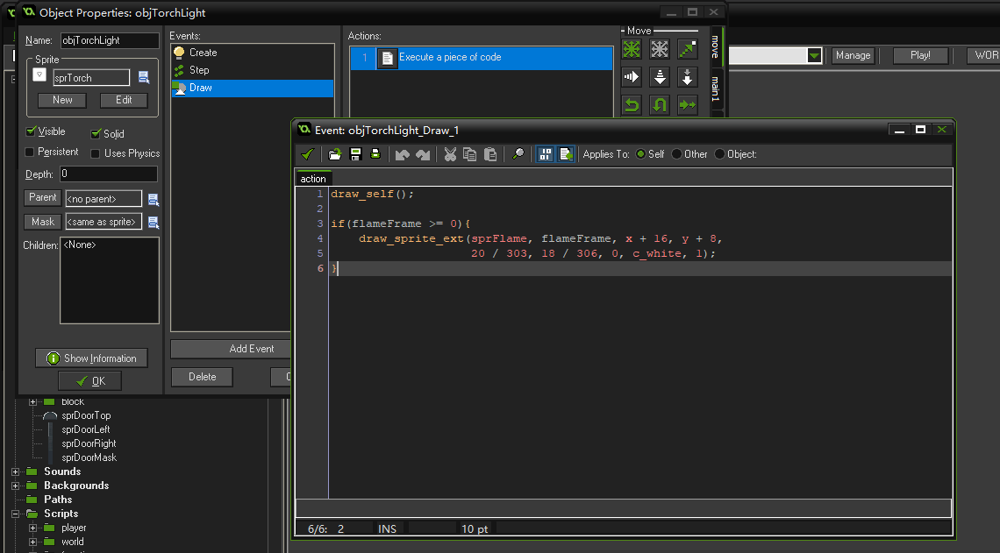 Object Properties: objTorchLight
Name: objTorchLight
Sprite
sprTorch
New Edit
Visible Solid
Persistent Uses Physics
Depth: 0
Parent <no parent>
Mask <same as sprite>
Children: <None>
Show Information
OK
Events:
Create
Step
Draw
Add Event
Delete
Actions:
1 Execute a piece of code
Move
move
main1
Manage
Play!
WOR
Event: objTorchLight_Draw_1
Applies To: Self Other Object:
action
1 draw_self();
2
3 if(flameFrame >= 0){
4 draw_sprite_ext(sprFlame, flameFrame, x + 16, y + 8,
5 20 / 303, 18 / 306, 0, c_white, 1);
6 }
6/6: 2 INS 10 pt
block
sprDoorTop
sprDoorLeft
sprDoorRight
sprDoorMask
Sounds
Backgrounds
Paths
Scripts
player
world